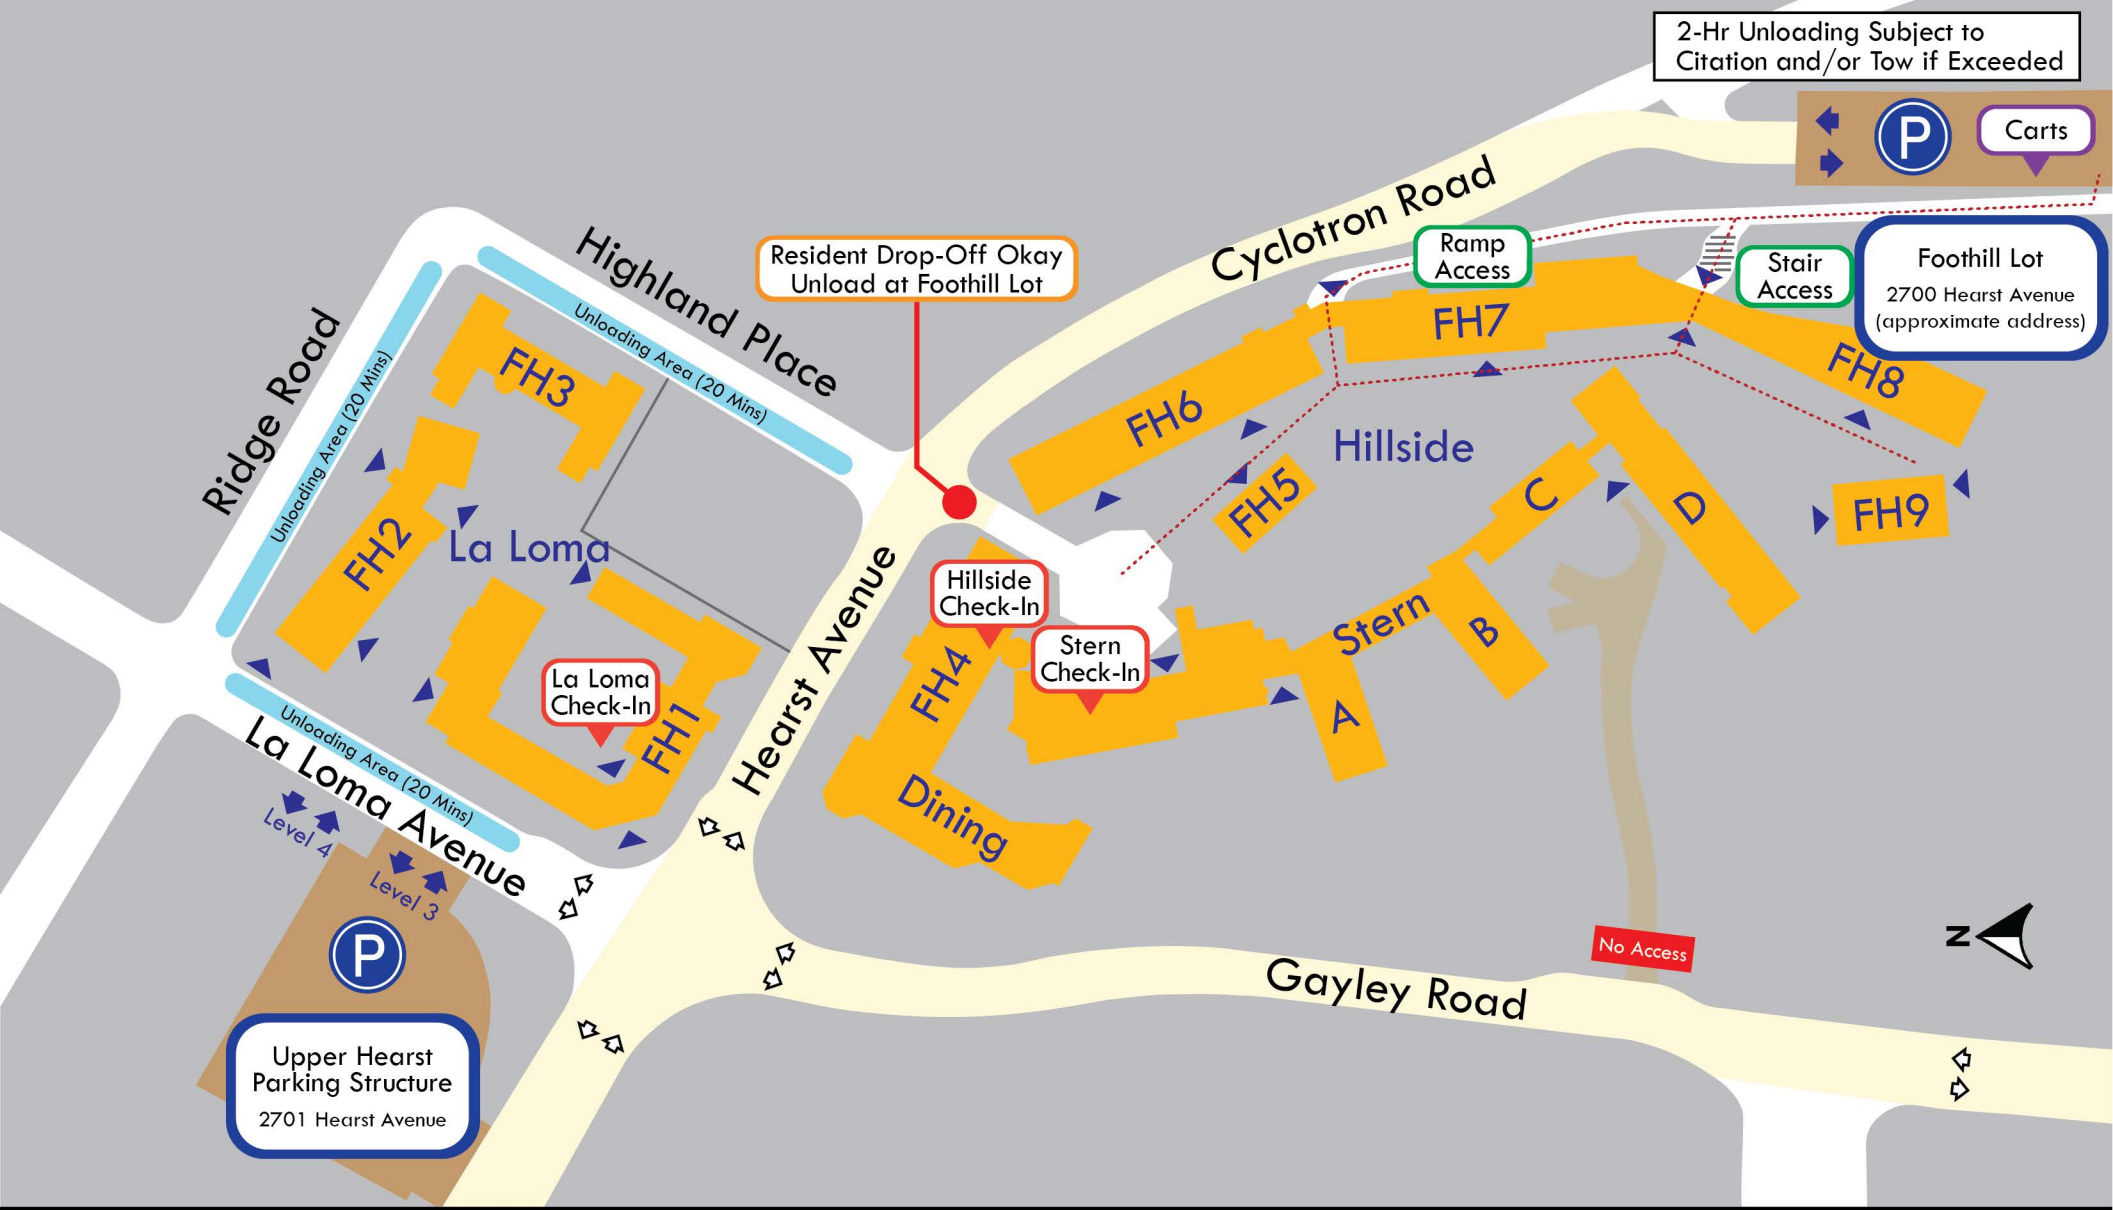 2-Hr Unloading Subject to
Citation and/or Tow if Exceeded
P
Carts
Cyclotron Road
Ramp
Access
Stair
Access
Foothill Lot
2700 Hearst Avenue
(approximate address)
Resident Drop-Off Okay
Unload at Foothill Lot
Highland Place
Unloading Area (20 Mins)
Ridge Road
Unloading Area (20 Mins)
FH3
FH2
La Loma
FH7
FH8
FH6
Hillside
FH5
FH9
C
D
B
A
Stern
Hillside
Check-In
Stern
Check-In
FH4
Dining
Hearst Avenue
La Loma
Check-In
FH1
Unloading Area (20 Mins)
La Loma Avenue
Level 4
Level 3
P
Upper Hearst
Parking Structure
2701 Hearst Avenue
Gayley Road
No Access
N